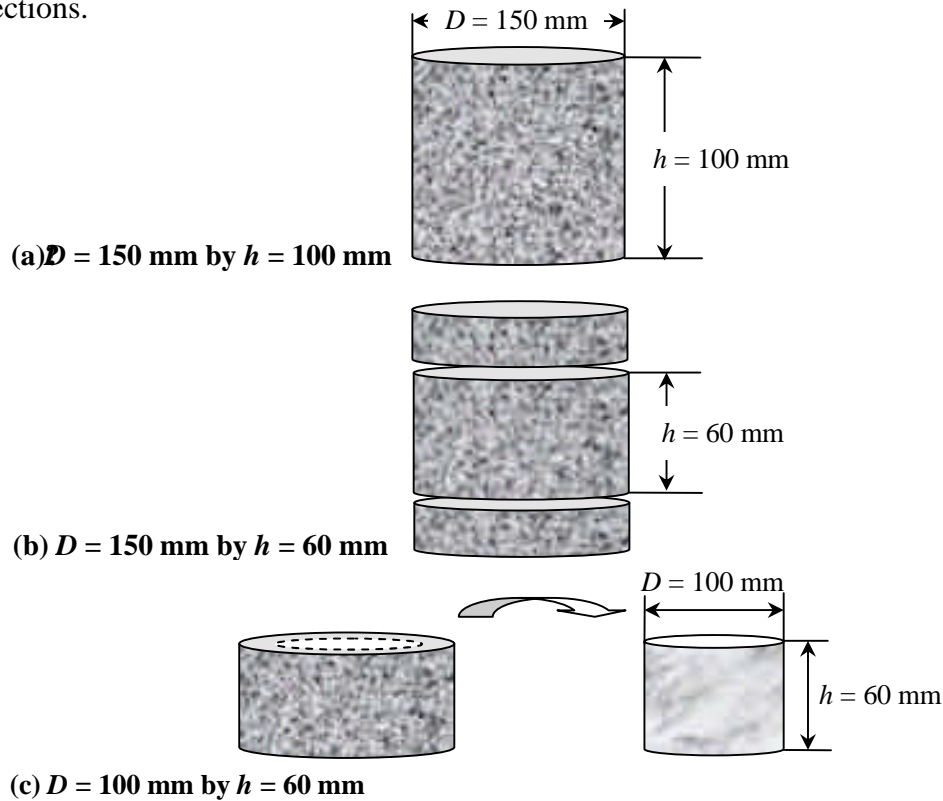 ections.
D = 150 mm
h = 100 mm
(a) D = 150 mm by h = 100 mm
h = 60 mm
(b) D = 150 mm by h = 60 mm
D = 100 mm
h = 60 mm
(c) D = 100 mm by h = 60 mm